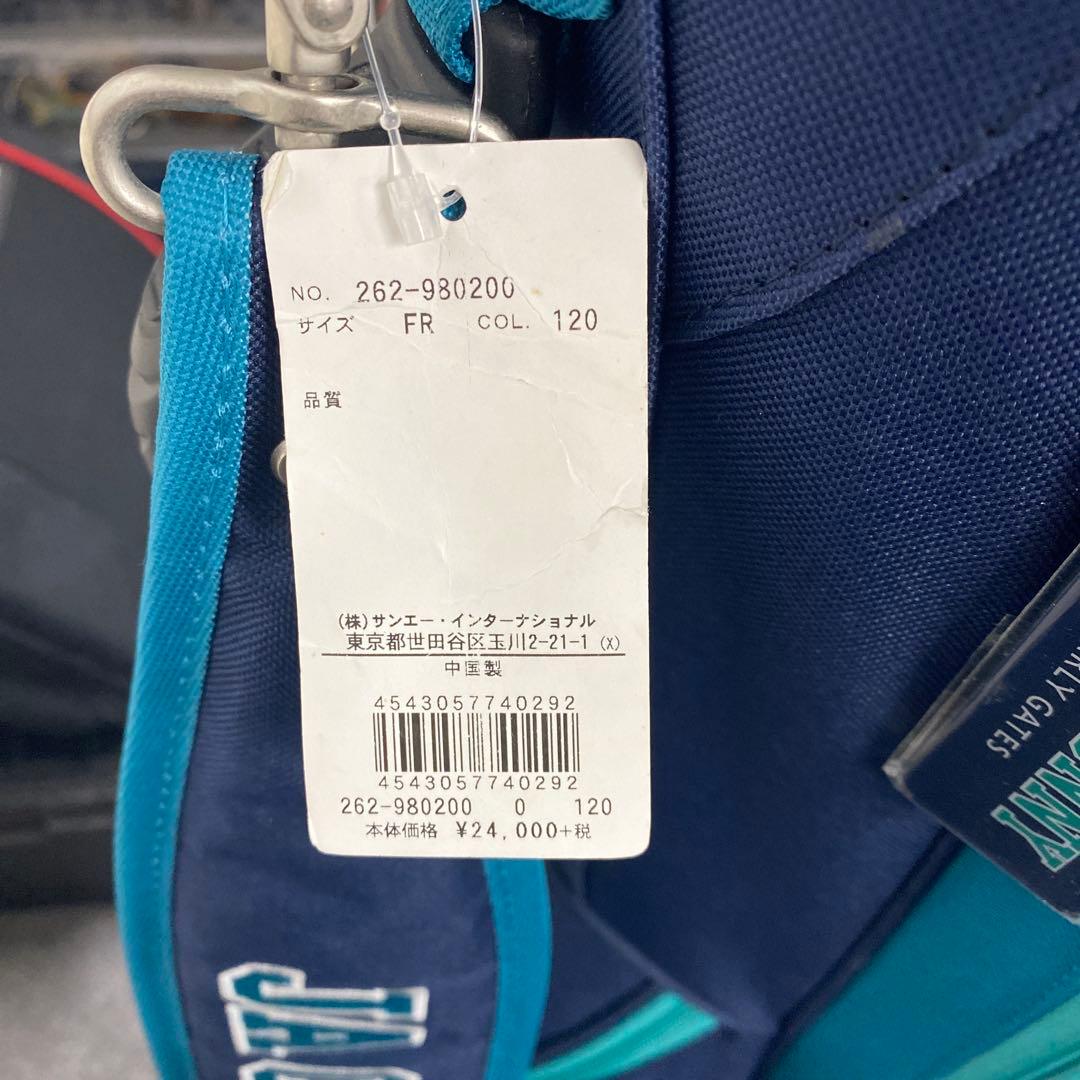 NO. 262-980200
サイズ FR COL. 120
品質
(株)サンエー・インターナショナル
東京都世田谷区玉川2-21-1 (X)
中国製
4543057740292
4543057740292
262-980200 0 120
本体価格 ¥24,000+税
GATES
JA